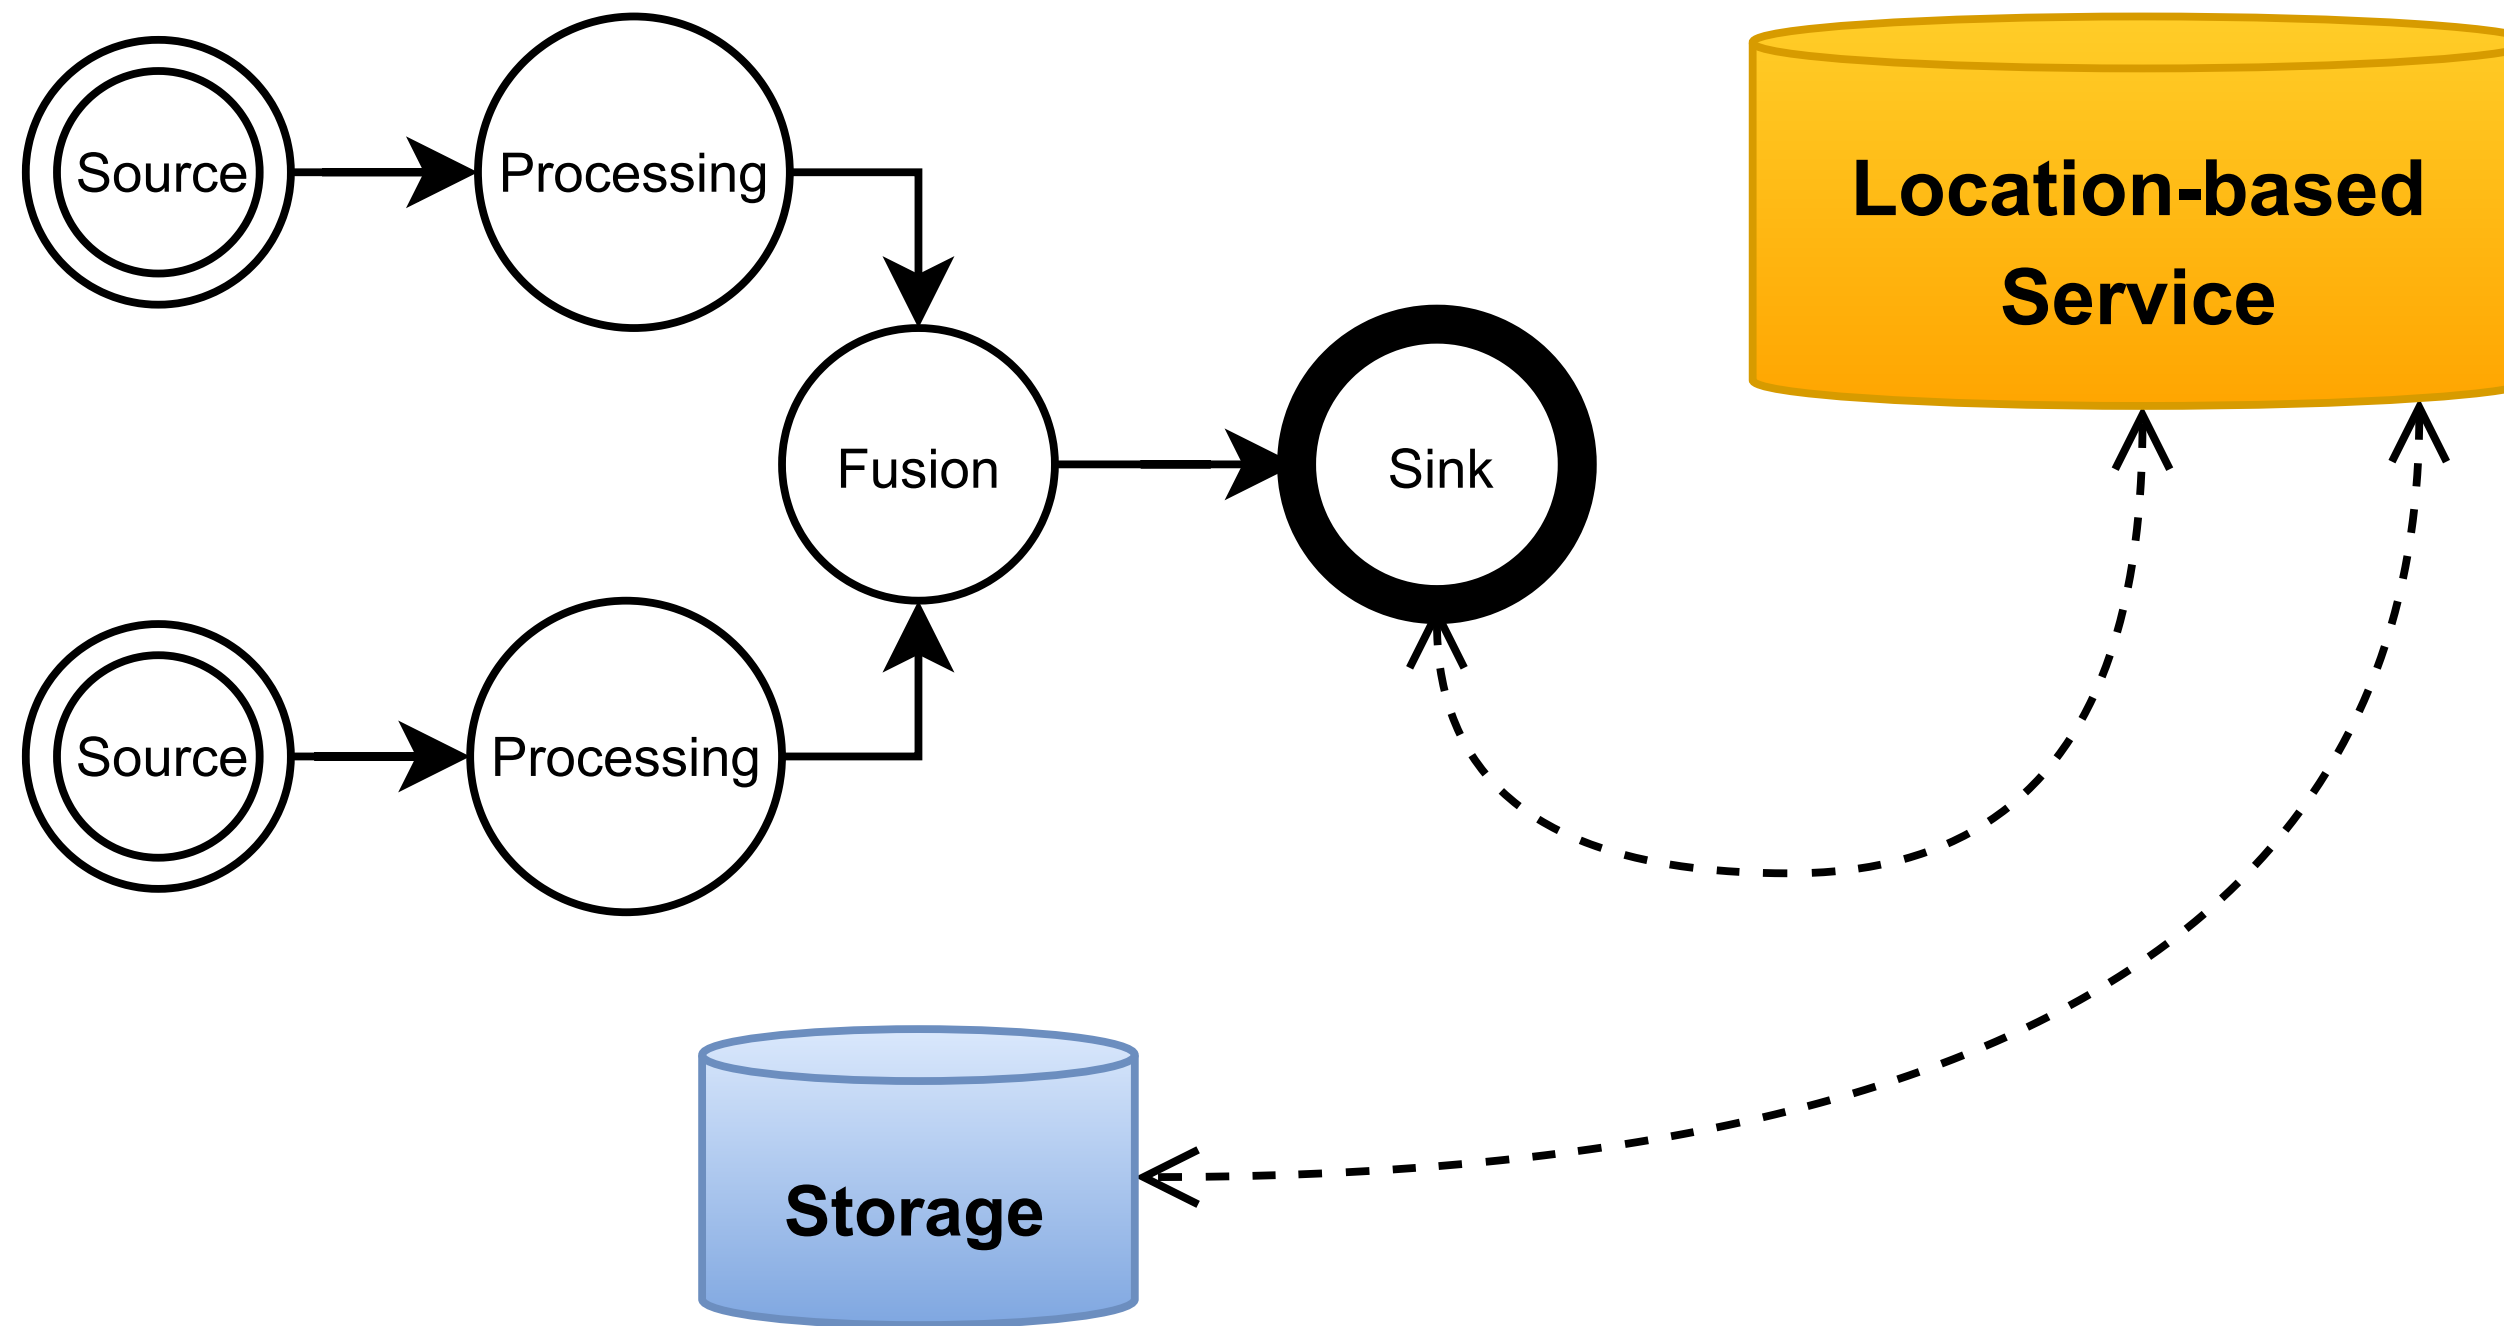 Source
Processing
Location-based
Service
Fusion
Sink
Source
Processing
Storage